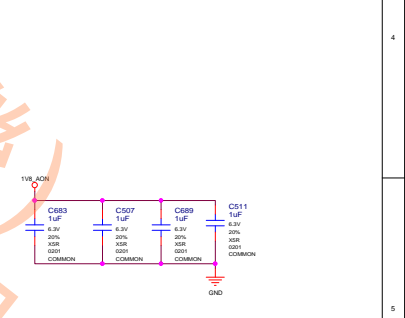 4
1V8_AON
C683
1uF
6.3V
20%
X5R
0201
COMMON
C507
1uF
6.3V
20%
X5R
0201
COMMON
C689
1uF
6.3V
20%
X5R
0201
COMMON
C511
1uF
6.3V
20%
X5R
0201
COMMON
GND
5